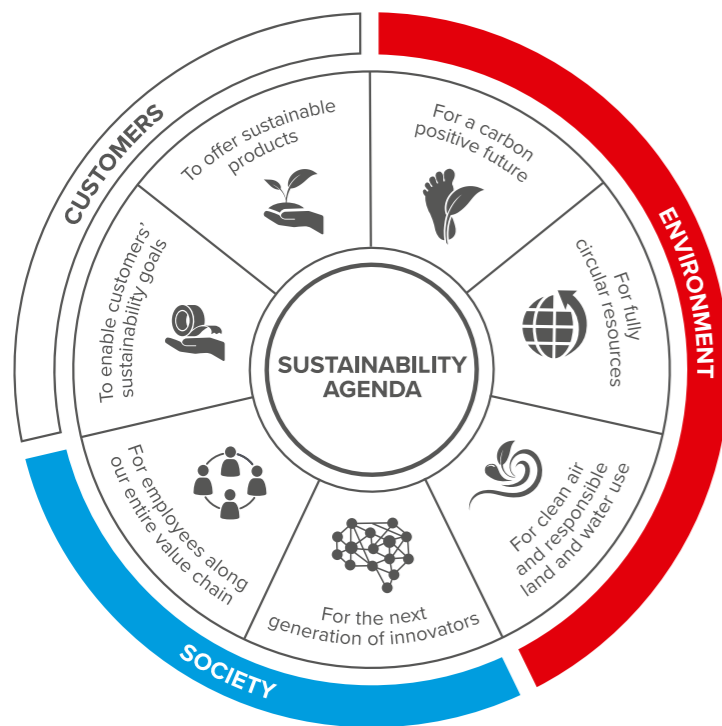 CUSTOMERS
ENVIRONMENT
SOCIETY
SUSTAINABILITY
AGENDA
To offer sustainable
products
For a carbon
positive future
For fully
circular resources
For clean air
and responsible
land and water use
For the next
generation of innovators
For employees along
our entire value chain
To enable customers’
sustainability goals